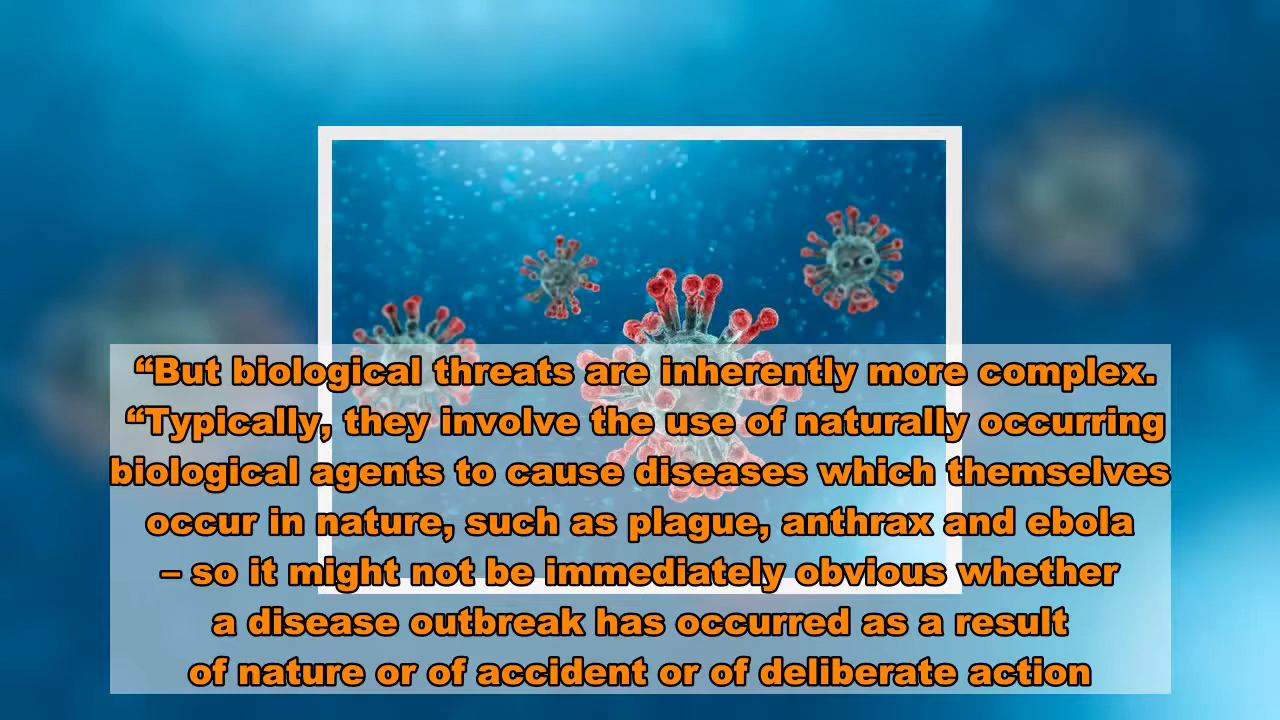 “But biological threats are inherently more complex.
“Typically, they involve the use of naturally occurring
biological agents to cause diseases which themselves
occur in nature, such as plague, anthrax and ebola
– so it might not be immediately obvious whether
a disease outbreak has occurred as a result
of nature or of accident or of deliberate action